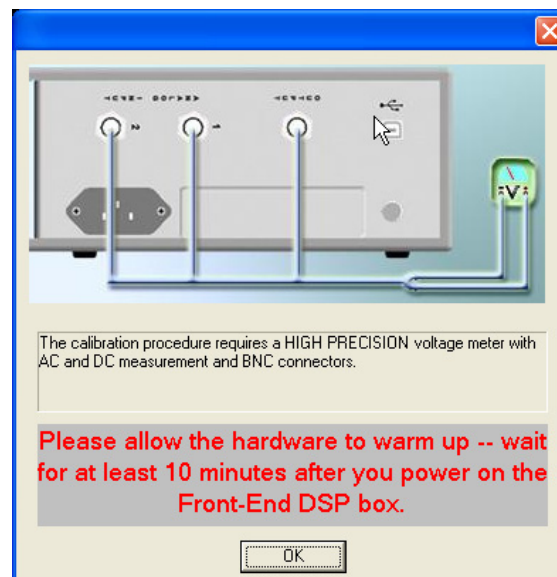 2
1
V
The calibration procedure requires a HIGH PRECISION voltage meter with
AC and DC measurement and BNC connectors.
Please allow the hardware to warm up -- wait
for at least 10 minutes after you power on the
Front-End DSP box.
OK